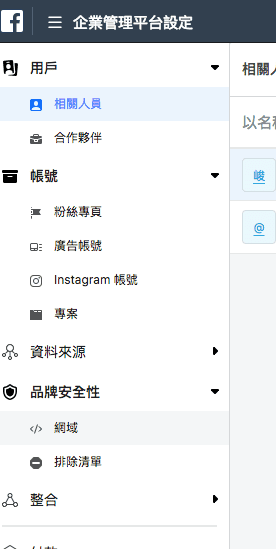 企業管理平台設定
用戶
相關人員
合作夥伴
帳號
粉絲專頁
廣告帳號
Instagram 帳號
專案
資料來源
品牌安全性
網域
排除清單
整合
相關人
以名稱
峻
@